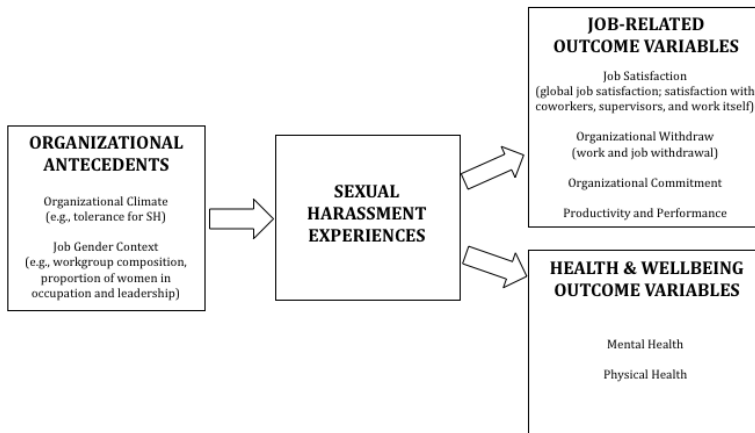 ORGANIZATIONAL
ANTECEDENTS
Organizational Climate
(e.g., tolerance for SH)
Job Gender Context
(e.g., workgroup composition,
proportion of women in
occupation and leadership)
SEXUAL
HARASSMENT
EXPERIENCES
JOB-RELATED
OUTCOME VARIABLES
Job Satisfaction
(global job satisfaction; satisfaction with
coworkers, supervisors, and work itself)
Organizational Withdraw
(work and job withdrawal)
Organizational Commitment
Productivity and Performance
HEALTH & WELLBEING
OUTCOME VARIABLES
Mental Health
Physical Health